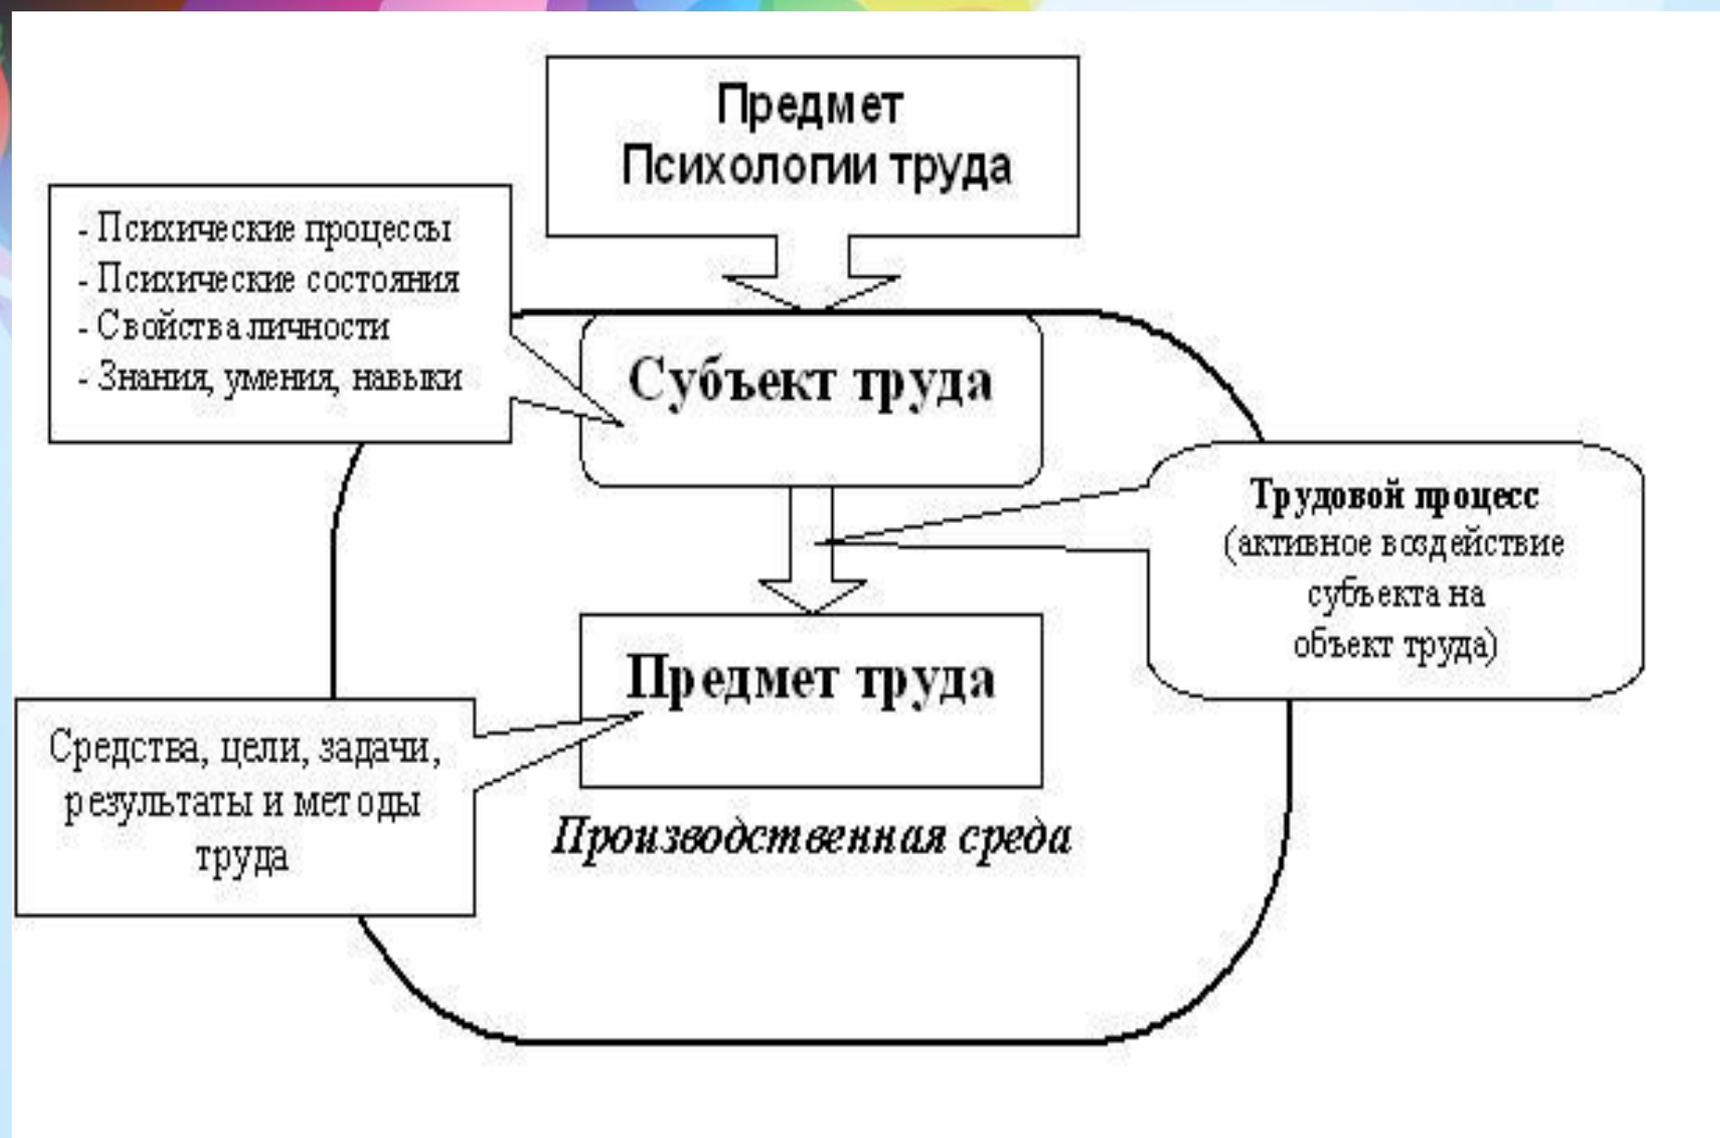 Предмет
Психологии труда
- Психические процессы
- Психические состояния
- Свойства личности
- Знания, умения, навыки
Субъект труда
Трудовой процесс
(активное воздействие
субъекта на
объект труда)
Предмет труда
Средства, цели, задачи,
результаты и методы
труда
Производственная среда